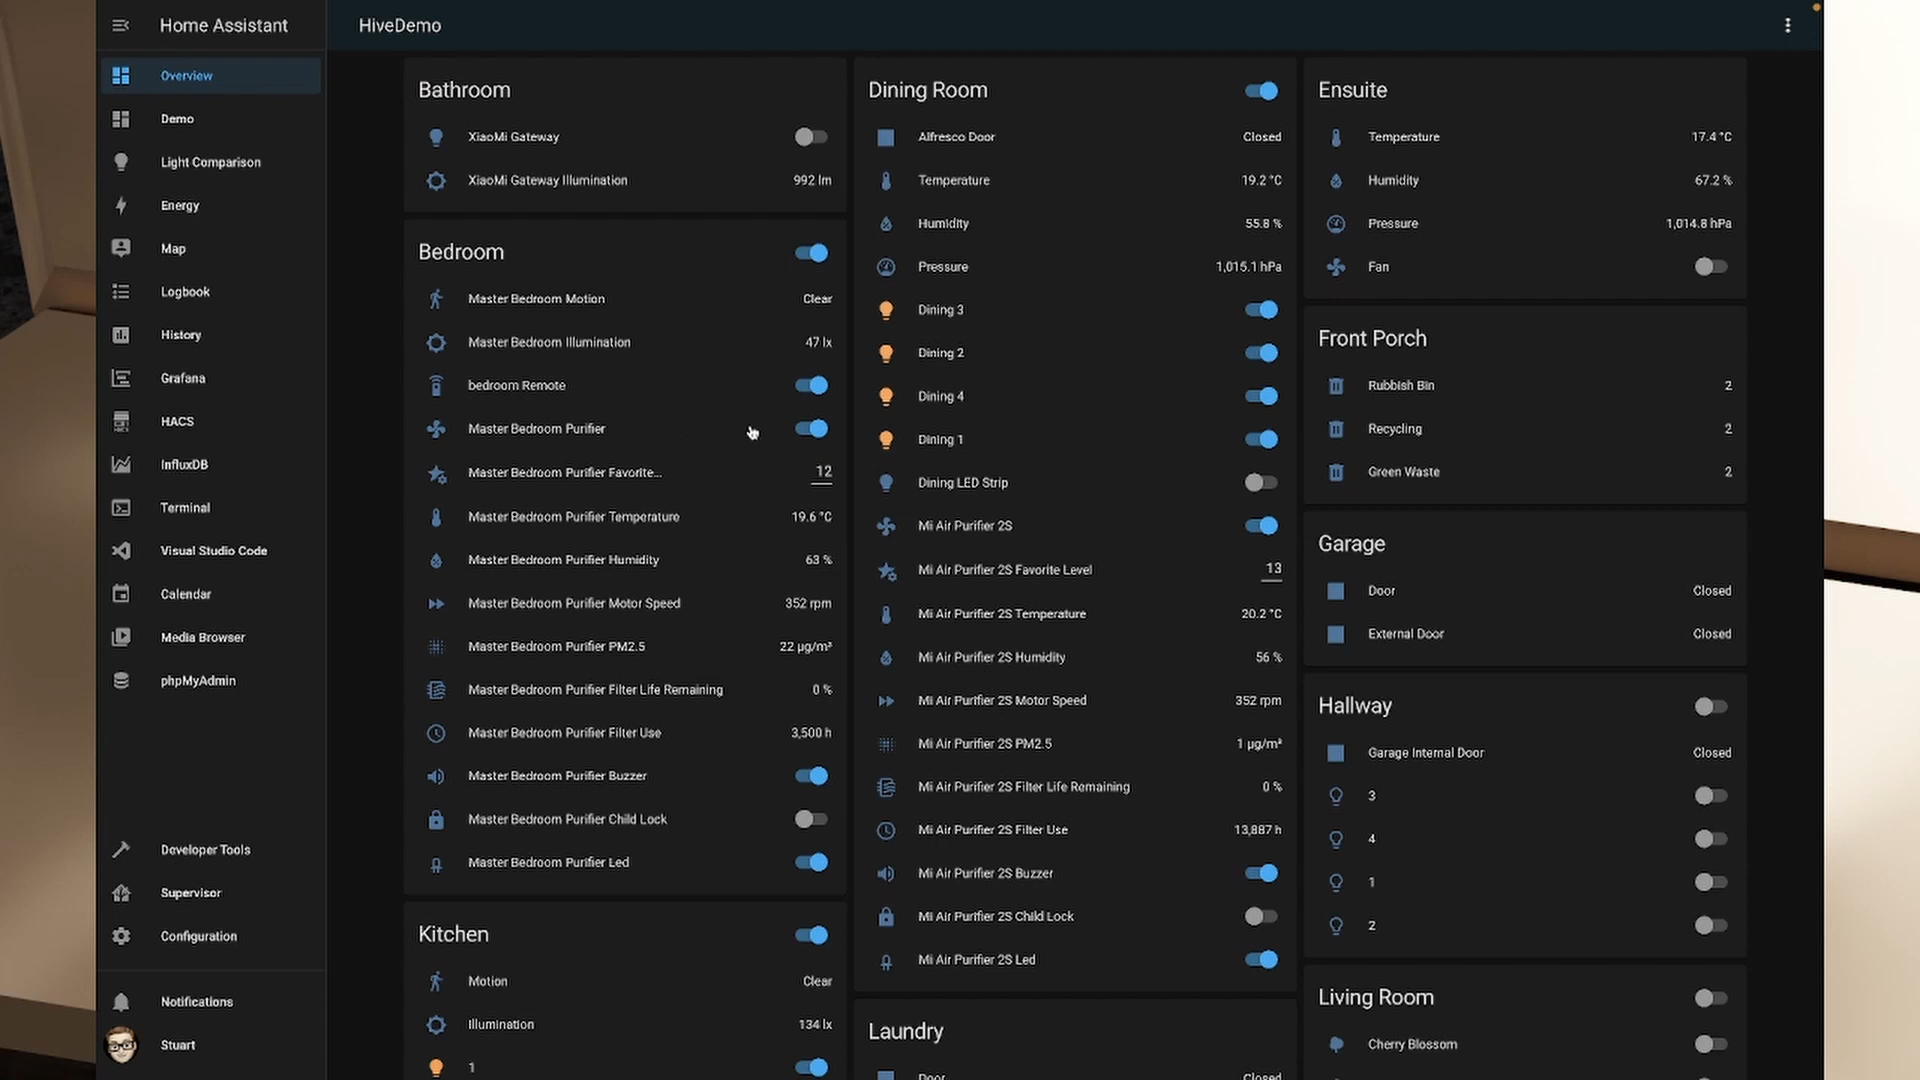 Home Assistant
HiveDemo
Overview
Demo
Light Comparison
Energy
Map
Logbook
History
Grafana
HACS
InfluxDB
Terminal
Visual Studio Code
Calendar
Media Browser
phpMyAdmin
Developer Tools
Supervisor
Configuration
Notifications
Stuart
Bathroom
XiaoMi Gateway
XiaoMi Gateway Illumination 992 lm
Bedroom
Master Bedroom Motion Clear
Master Bedroom Illumination 47 lx
bedroom Remote
Master Bedroom Purifier
Master Bedroom Purifier Favorite... 12
Master Bedroom Purifier Temperature 19.6 °C
Master Bedroom Purifier Humidity 63 %
Master Bedroom Purifier Motor Speed 352 rpm
Master Bedroom Purifier PM2.5 22 µg/m³
Master Bedroom Purifier Filter Life Remaining 0 %
Master Bedroom Purifier Filter Use 3,500 h
Master Bedroom Purifier Buzzer
Master Bedroom Purifier Child Lock
Master Bedroom Purifier Led
Kitchen
Motion Clear
Illumination 134 lx
1
Dining Room
Alfresco Door Closed
Temperature 19.2 °C
Humidity 55.8 %
Pressure 1,015.1 hPa
Dining 3
Dining 2
Dining 4
Dining 1
Dining LED Strip
Mi Air Purifier 2S
Mi Air Purifier 2S Favorite Level 13
Mi Air Purifier 2S Temperature 20.2 °C
Mi Air Purifier 2S Humidity 56 %
Mi Air Purifier 2S Motor Speed 352 rpm
Mi Air Purifier 2S PM2.5 1 µg/m³
Mi Air Purifier 2S Filter Life Remaining 0 %
Mi Air Purifier 2S Filter Use 13,887 h
Mi Air Purifier 2S Buzzer
Mi Air Purifier 2S Child Lock
Mi Air Purifier 2S Led
Laundry
Door Closed
Ensuite
Temperature 17.4 °C
Humidity 67.2 %
Pressure 1,014.8 hPa
Fan
Front Porch
Rubbish Bin 2
Recycling 2
Green Waste 2
Garage
Door Closed
External Door Closed
Hallway
Garage Internal Door Closed
3
4
1
2
Living Room
Cherry Blossom